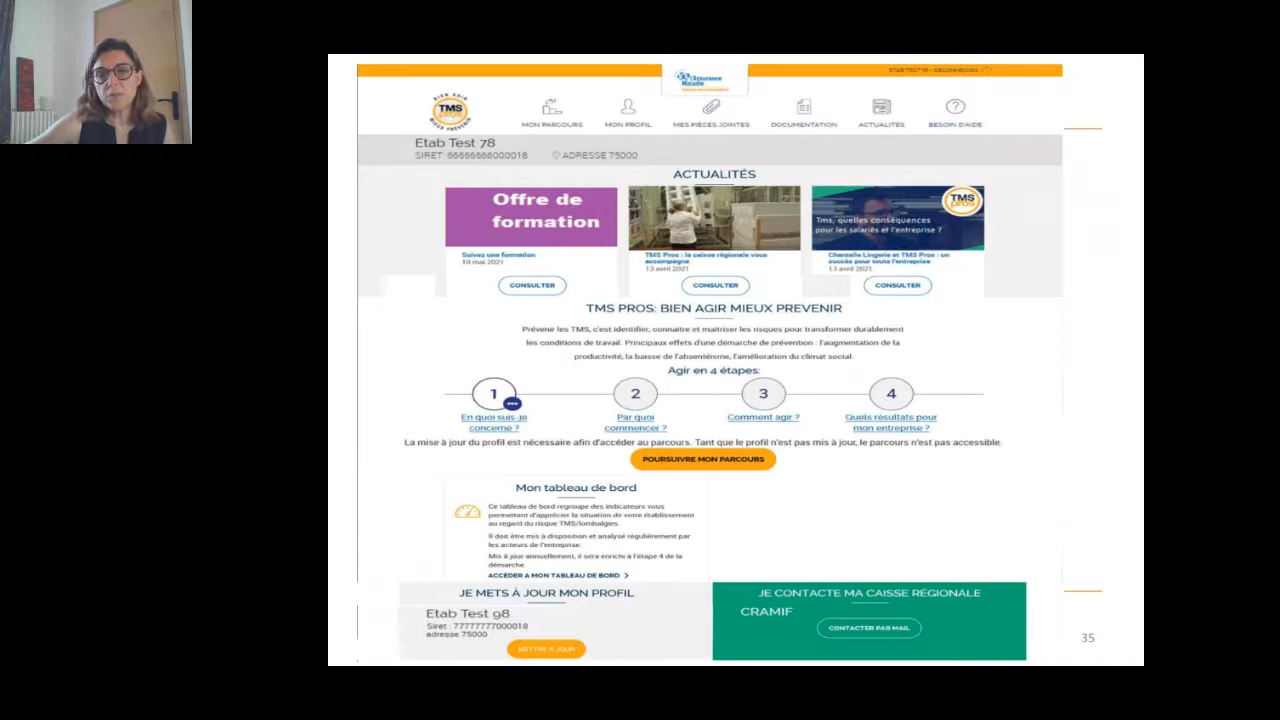 ETAB TEST 78 - DECONNEXION
l'Assurance
Maladie
BIEN AGIR
TMS
pros
MIEUX PRÉVENIR
MON PARCOURS
MON PROFIL
MES PIÈCES JOINTES
DOCUMENTATION
ACTUALITÉS
BESOIN D'AIDE
Etab Test 78
SIRET: 66666666000018 ADRESSE 75000
ACTUALITÉS
Offre de
formation
TMS
pros
Tms, quelles conséquences
pour les salariés et l'entreprise ?
Suivez une formation
10 mai 2021
CONSULTER
TMS Pros : la caisse régionale vous
accompagne
13 avril 2021
CONSULTER
Chantelle Lingerie et TMS Pros : un
succès pour toute l'entreprise
13 avril 2021
CONSULTER
TMS PROS: BIEN AGIR MIEUX PREVENIR
Prévenir les TMS, c'est identifier, connaitre et maitriser les risques pour transformer durablement
les conditions de travail. Principaux effets d'une démarche de prévention : l'augmentation de la
productivité, la baisse de l'absentéisme, l'amélioration du climat social.
Agir en 4 étapes:
1
En quoi suis-je
concerné ?
2
Par quoi
commencer ?
3
Comment agir ?
4
Quels résultats pour
mon entreprise ?
La mise à jour du profil est nécessaire afin d'accéder au parcours. Tant que le profil n'est pas mis à jour, le parcours n'est pas accessible.
POURSUIVRE MON PARCOURS
Mon tableau de bord
Ce tableau de bord regroupe des indicateurs vous
permettant d'apprécier la situation de votre établissement
au regard du risque TMS/lombalgies.
Il doit être mis à disposition et analysé régulièrement par
les acteurs de l'entreprise.
Mis à jour annuellement, il sera enrichi à l'étape 4 de la
démarche.
ACCÉDER A MON TABLEAU DE BORD >
JE METS À JOUR MON PROFIL
Etab Test 98
Siret : 77777777000018
adresse 75000
METTRE A JOUR
JE CONTACTE MA CAISSE RÉGIONALE
CRAMIF
CONTACTER PAR MAIL
35